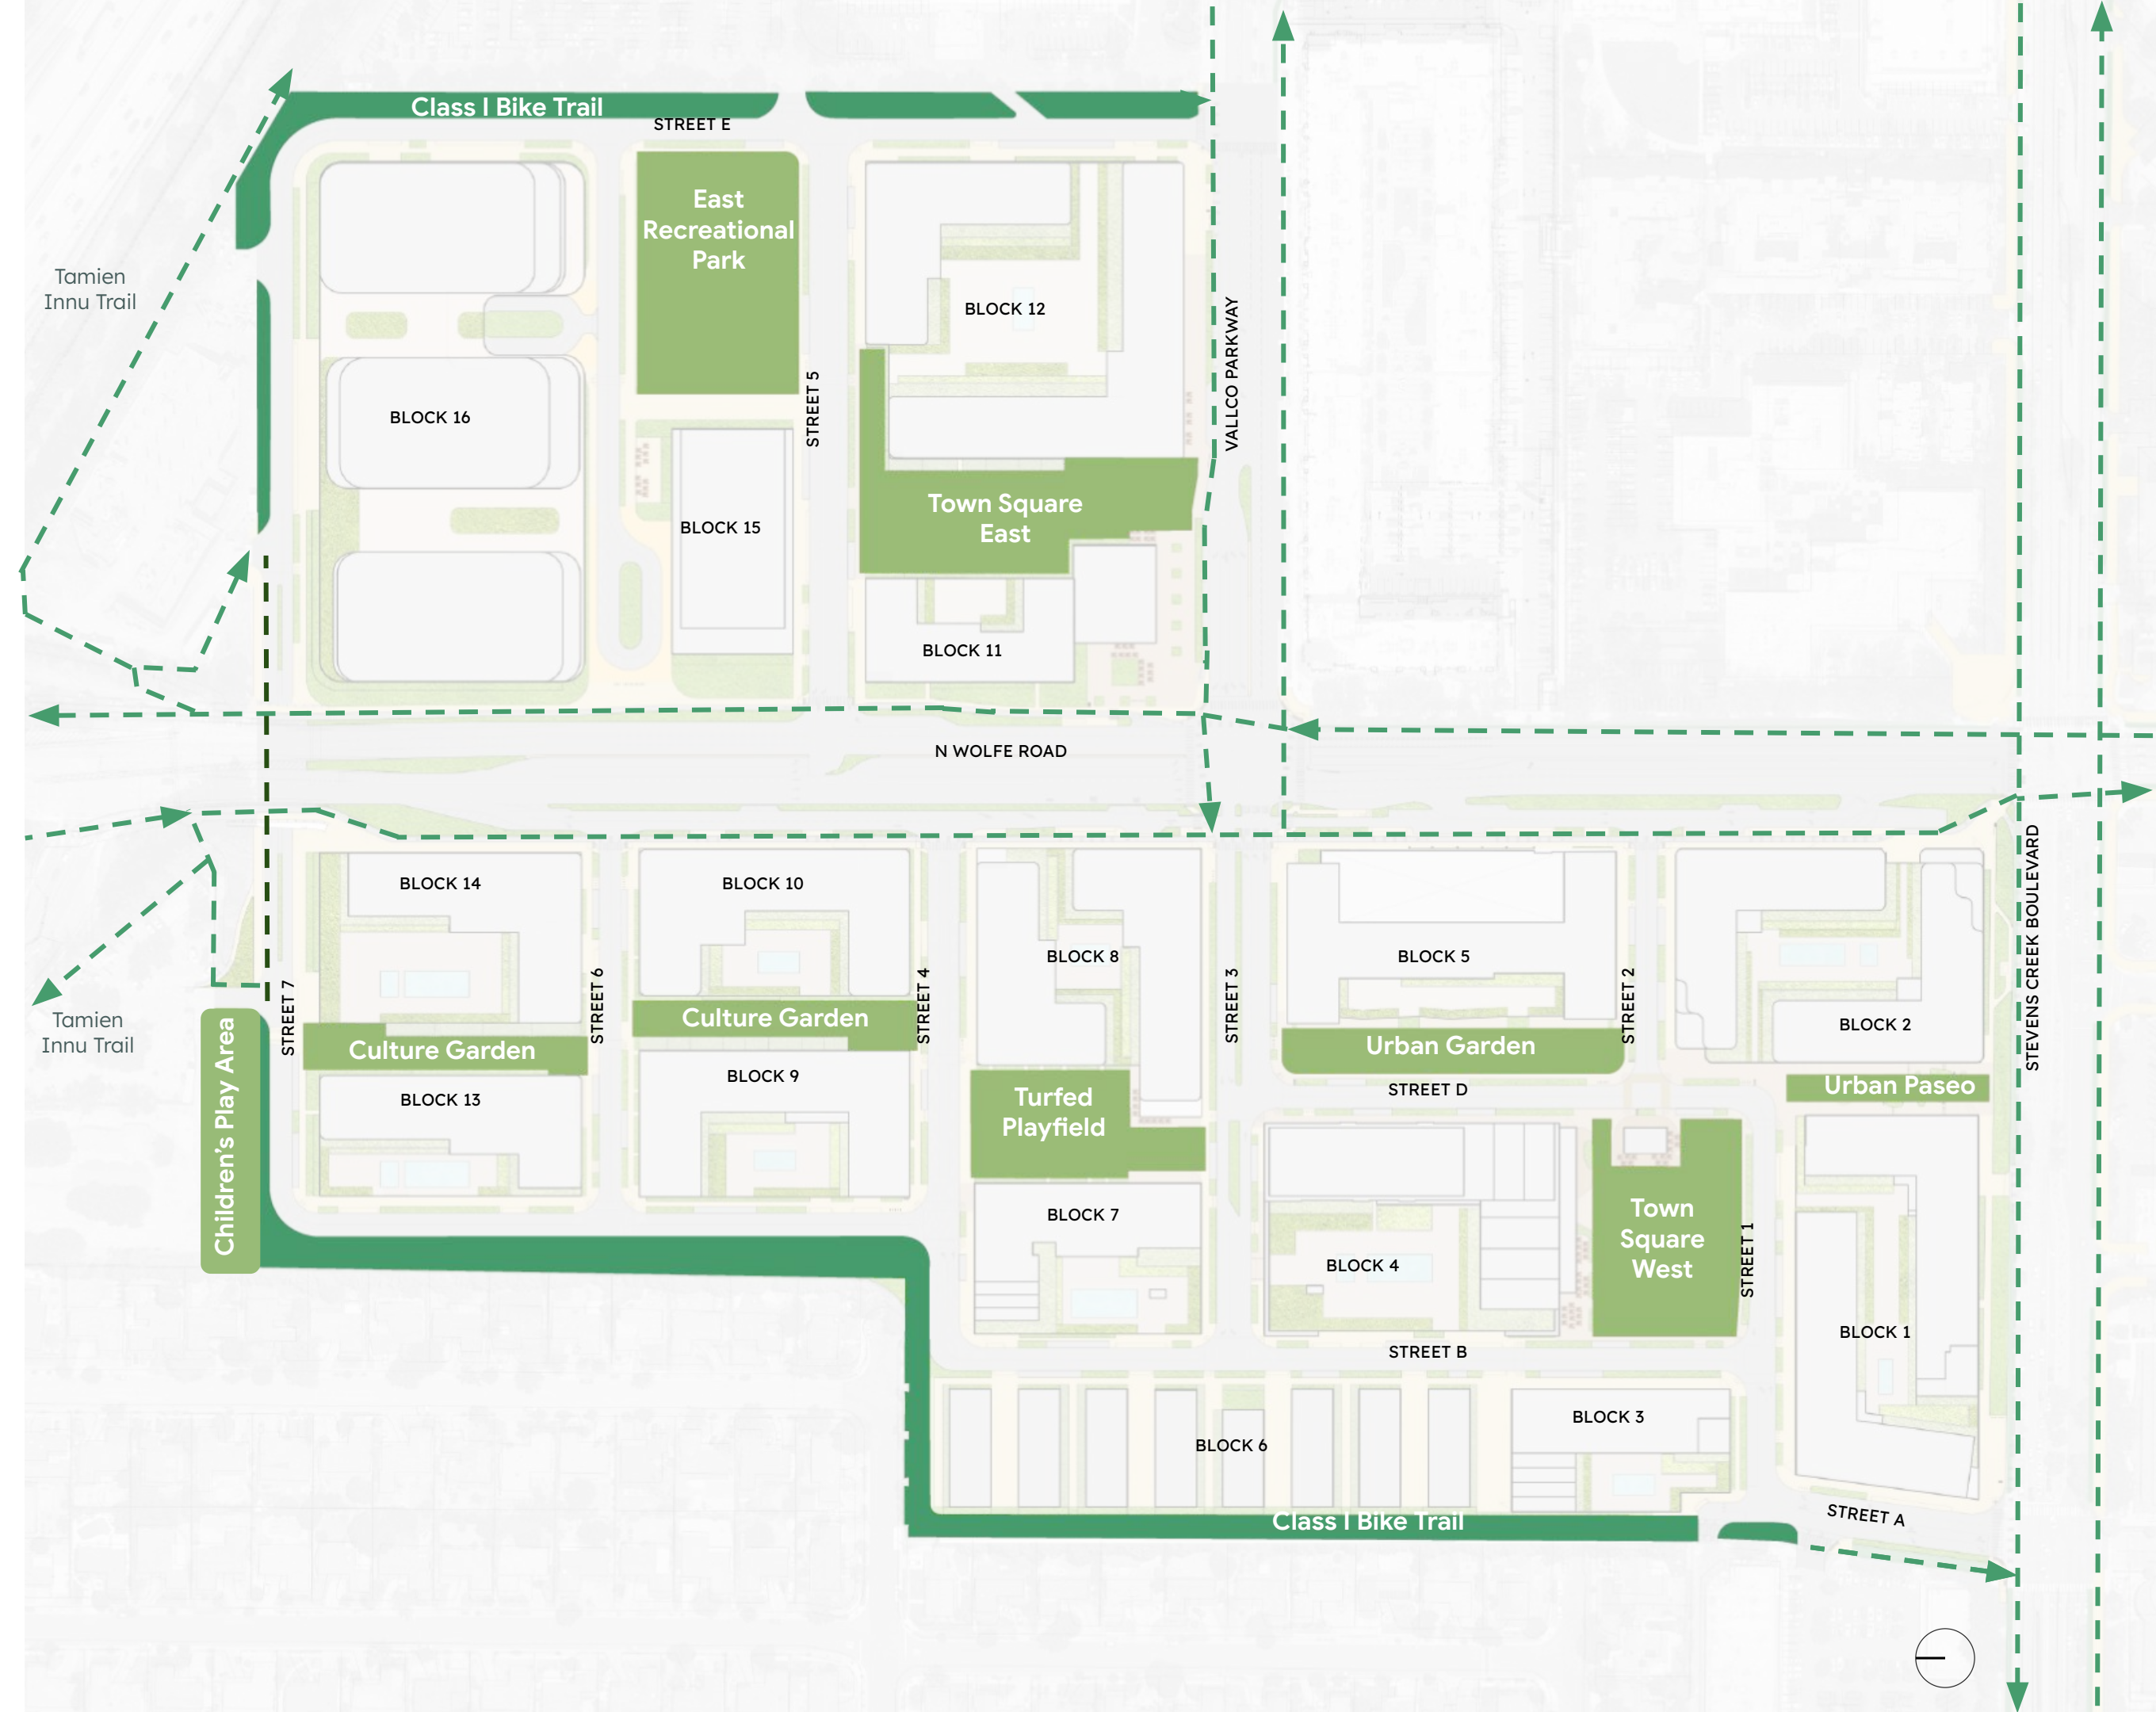 Class I Bike Trail
STREET E
East
Recreational
Park
Tamien
Innu Trail
BLOCK 12
VALLCO PARKWAY
STREET 5
BLOCK 16
Town Square
East
BLOCK 15
BLOCK 11
N WOLFE ROAD
BLOCK 14
BLOCK 10
BLOCK 8
BLOCK 5
BLOCK 2
STEVENS CREEK BOULEVARD
STREET 7
STREET 6
STREET 4
STREET 3
STREET 2
Tamien
Innu Trail
Culture Garden
Culture Garden
Urban Garden
Urban Paseo
Children's Play Area
BLOCK 13
BLOCK 9
Turfed
Playfield
STREET D
Town
Square
West
STREET 1
BLOCK 7
BLOCK 4
BLOCK 1
STREET B
BLOCK 6
BLOCK 3
Class I Bike Trail
STREET A